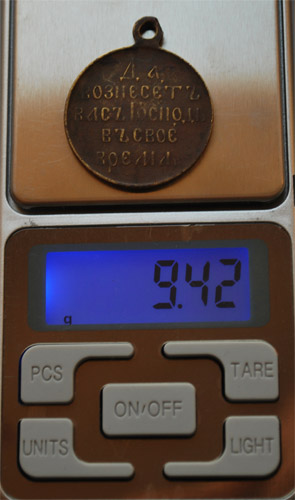 ДА
ВОЗНЕСЕТЪ
ВАСЪ ГОСПОДЬ
ВЪ СВОЕ
ВРЕМЯ
9.42
g
PCS
TARE
ON/OFF
UNITS
LIGHT